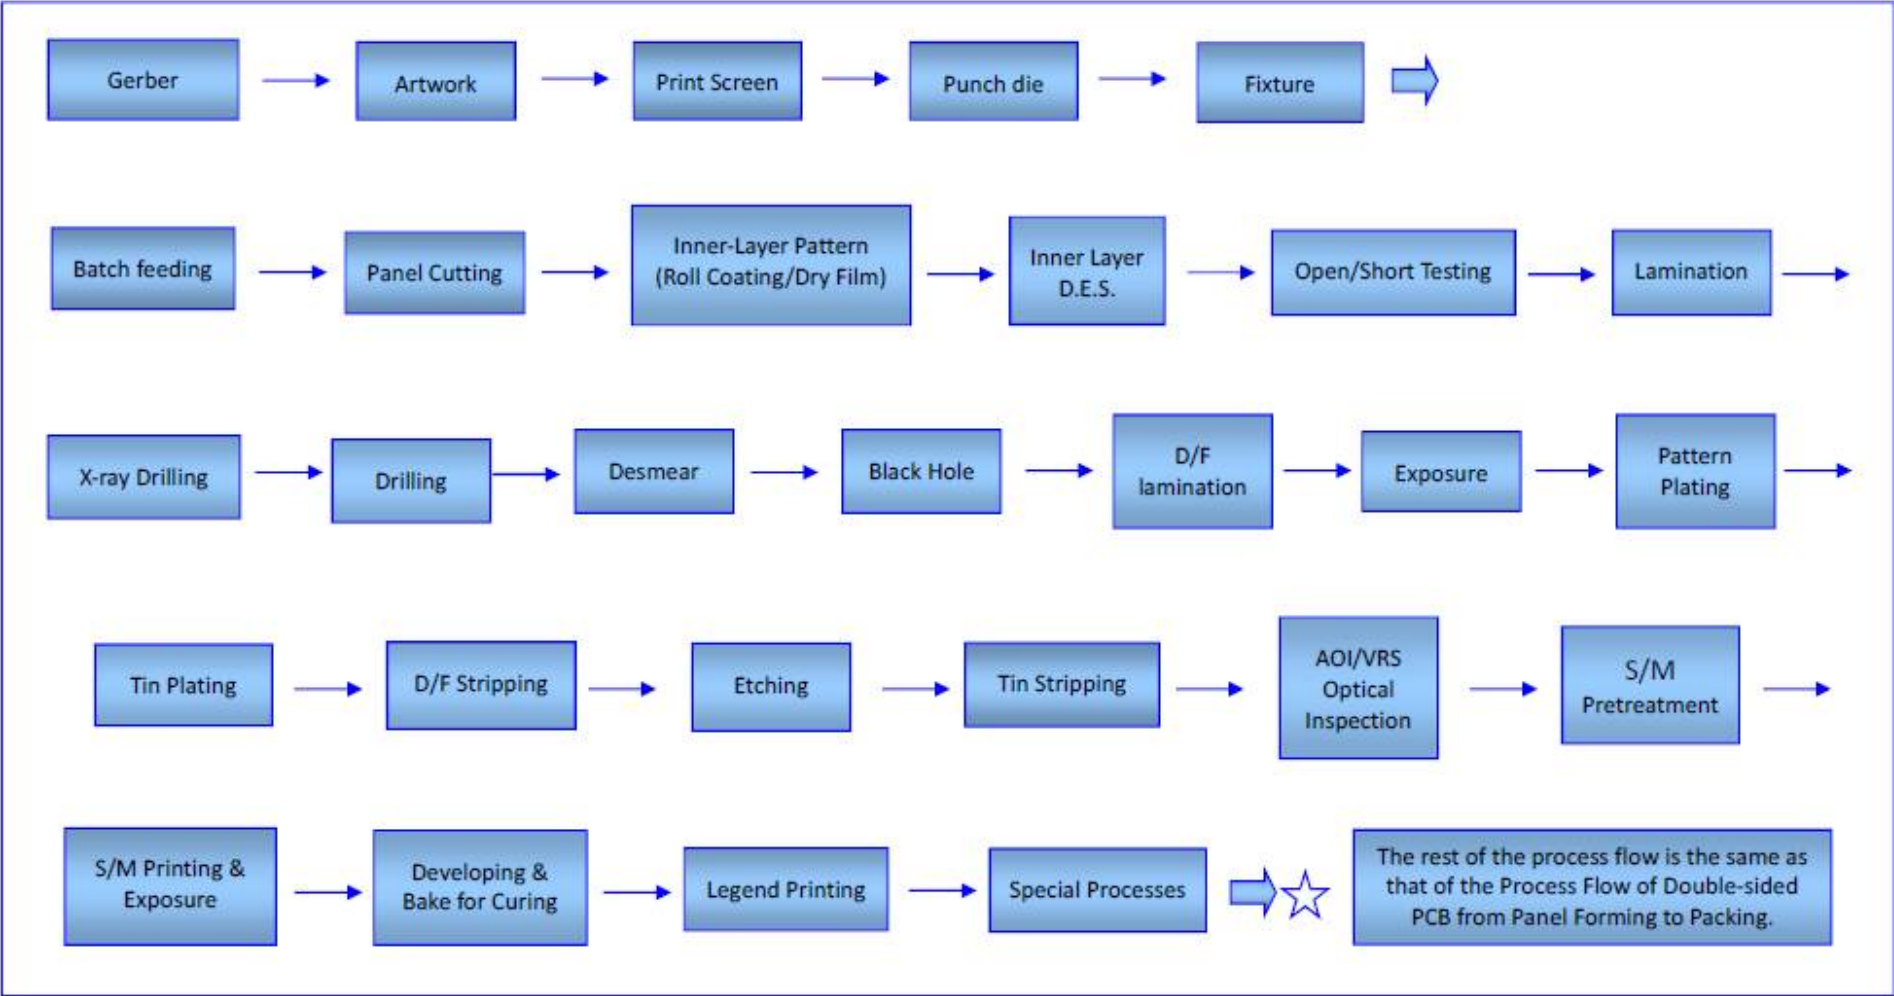 Gerber
Artwork
Print Screen
Punch die
Fixture
Batch feeding
Panel Cutting
Inner-Layer Pattern
(Roll Coating/Dry Film)
Inner Layer
D.E.S.
Open/Short Testing
Lamination
X-ray Drilling
Drilling
Desmear
Black Hole
D/F
lamination
Exposure
Pattern
Plating
Tin Plating
D/F Stripping
Etching
Tin Stripping
AOI/VRS
Optical
Inspection
S/M
Pretreatment
S/M Printing &
Exposure
Developing &
Bake for Curing
Legend Printing
Special Processes
The rest of the process flow is the same as
that of the Process Flow of Double-sided
PCB from Panel Forming to Packing.